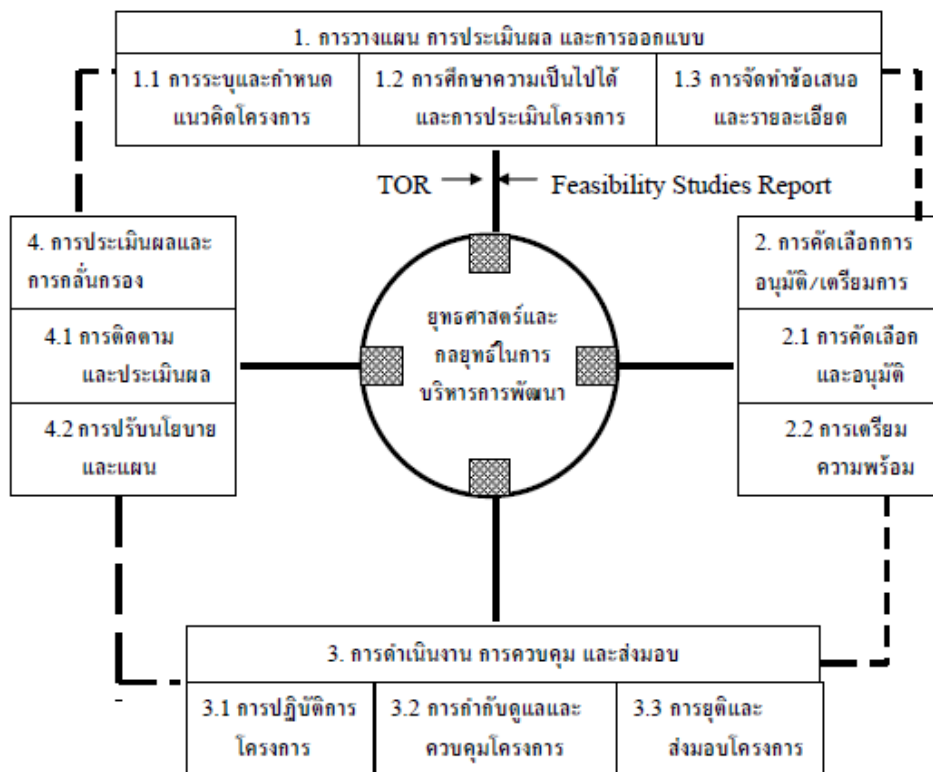 1. การวางแผน การประเมินผล และการออกแบบ
1.1 การระบุและกำหนด
แนวคิดโครงการ
1.2 การศึกษาความเป็นไปได้
และการประเมินโครงการ
1.3 การจัดทำข้อเสนอ
และรายละเอียด
TOR
Feasibility Studies Report
4. การประเมินผลและ
การกลั่นกรอง
4.1 การติดตาม
และประเมินผล
4.2 การปรับนโยบาย
และแผน
ยุทธศาสตร์และ
กลยุทธ์ในการ
บริหารการพัฒนา
2. การคัดเลือกการ
อนุมัติ/เตรียมการ
2.1 การคัดเลือก
และอนุมัติ
2.2 การเตรียม
ความพร้อม
3. การดำเนินงาน การควบคุม และส่งมอบ
3.1 การปฏิบัติการ
โครงการ
3.2 การกำกับดูแลและ
ควบคุมโครงการ
3.3 การยุติและ
ส่งมอบโครงการ